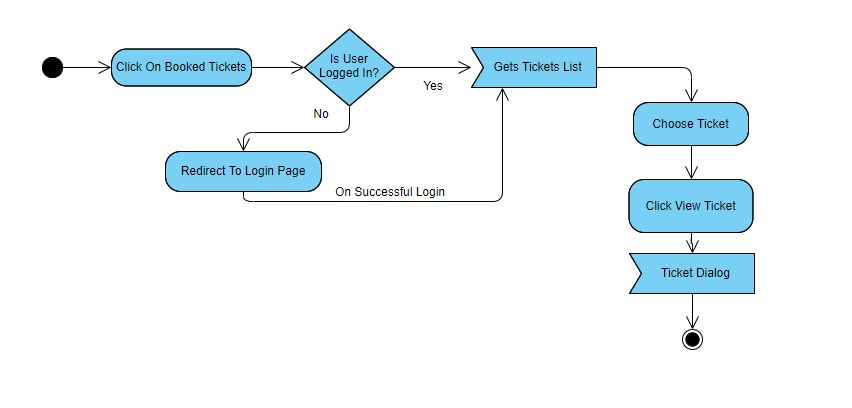 Click On Booked Tickets
Is User
Logged In?
Gets Tickets List
Yes
No
Choose Ticket
Redirect To Login Page
On Successful Login
Click View Ticket
Ticket Dialog